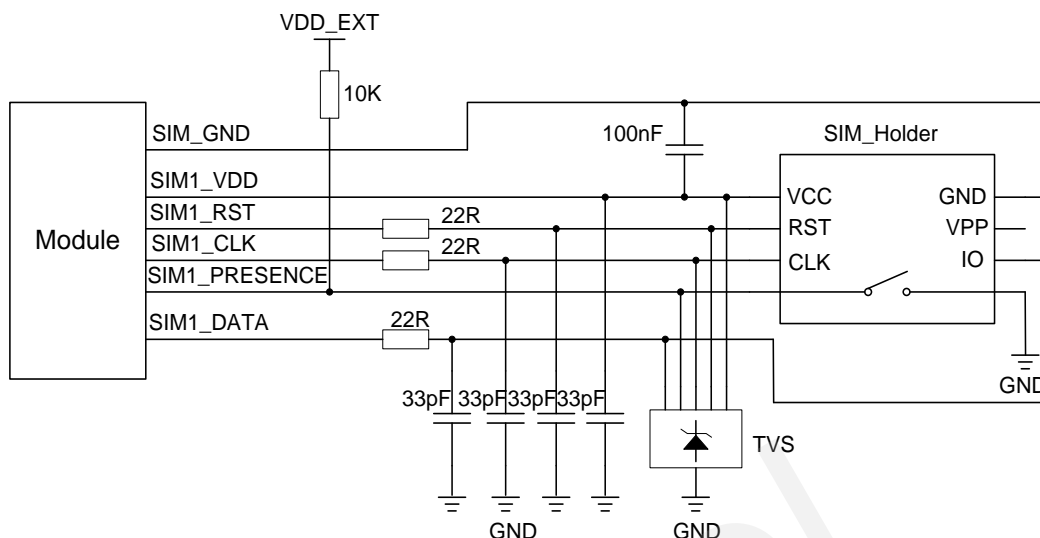 VDD_EXT
10K
SIM_GND
100nF
SIM_Holder
SIM1_VDD
VCC
GND
SIM1_RST
22R
RST
VPP
Module
SIM1_CLK
22R
CLK
IO
SIM1_PRESENCE
SIM1_DATA
22R
GND
33pF
33pF
33pF
33pF
TVS
GND
GND